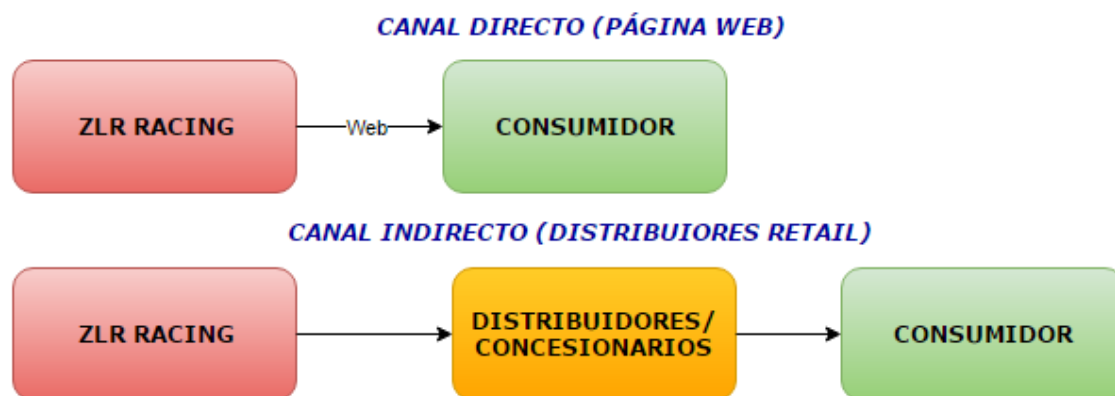 CANAL DIRECTO (PÁGINA WEB)
ZLR RACING
Web
CONSUMIDOR
CANAL INDIRECTO (DISTRIBUIORES RETAIL)
ZLR RACING
DISTRIBUIDORES/
CONCESIONARIOS
CONSUMIDOR